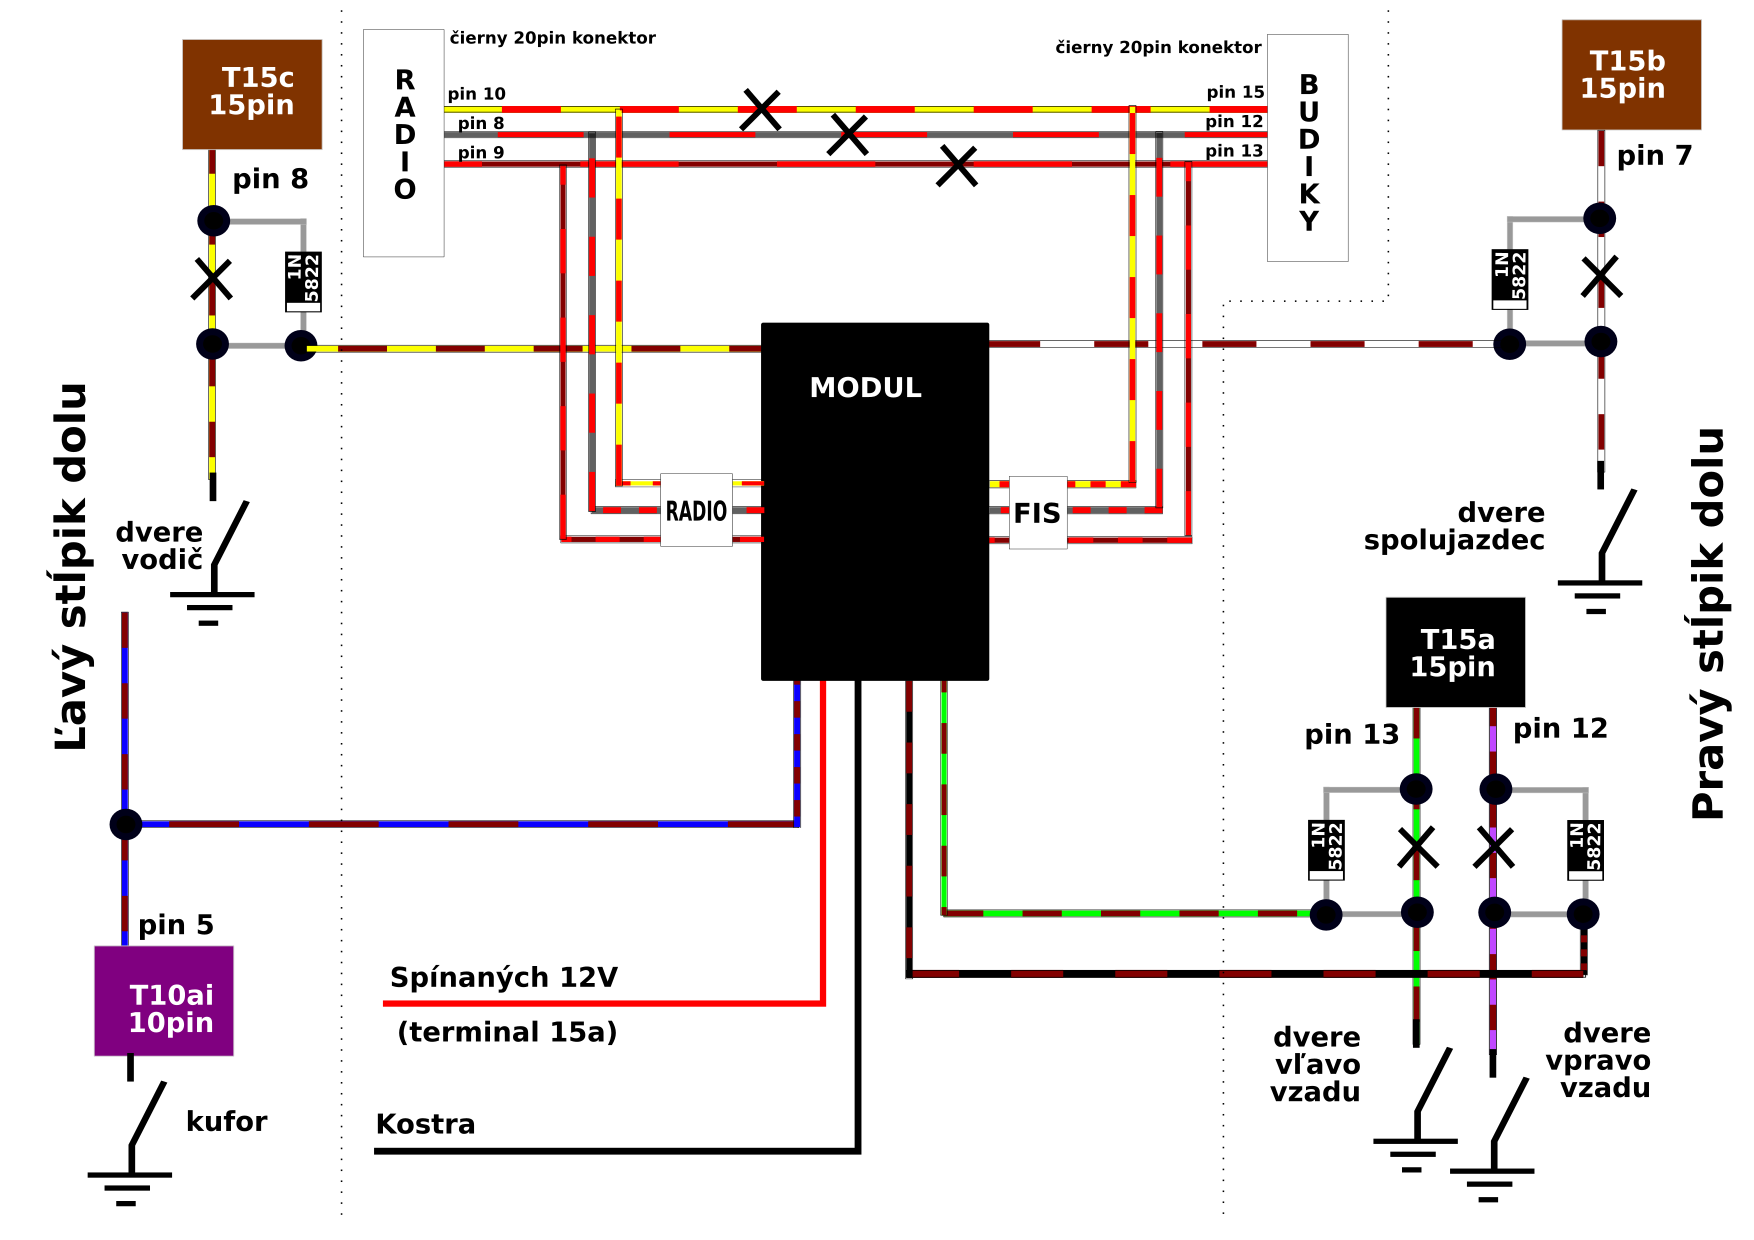 T15c
15pin
pin 8
1N
5822
dvere
vodič
Ľavý stĺpik dolu
pin 5
T10ai
10pin
kufor
čierny 20pin konektor
RADIO
pin 10
pin 8
pin 9
čierny 20pin konektor
BUDIKY
pin 15
pin 12
pin 13
MODUL
RADIO
FIS
Spínaných 12V
(terminal 15a)
Kostra
T15b
15pin
pin 7
1N
5822
dvere
spolujazdec
Pravý stĺpik dolu
T15a
15pin
pin 13
pin 12
1N
5822
1N
5822
dvere
vľavo
vzadu
dvere
vpravo
vzadu